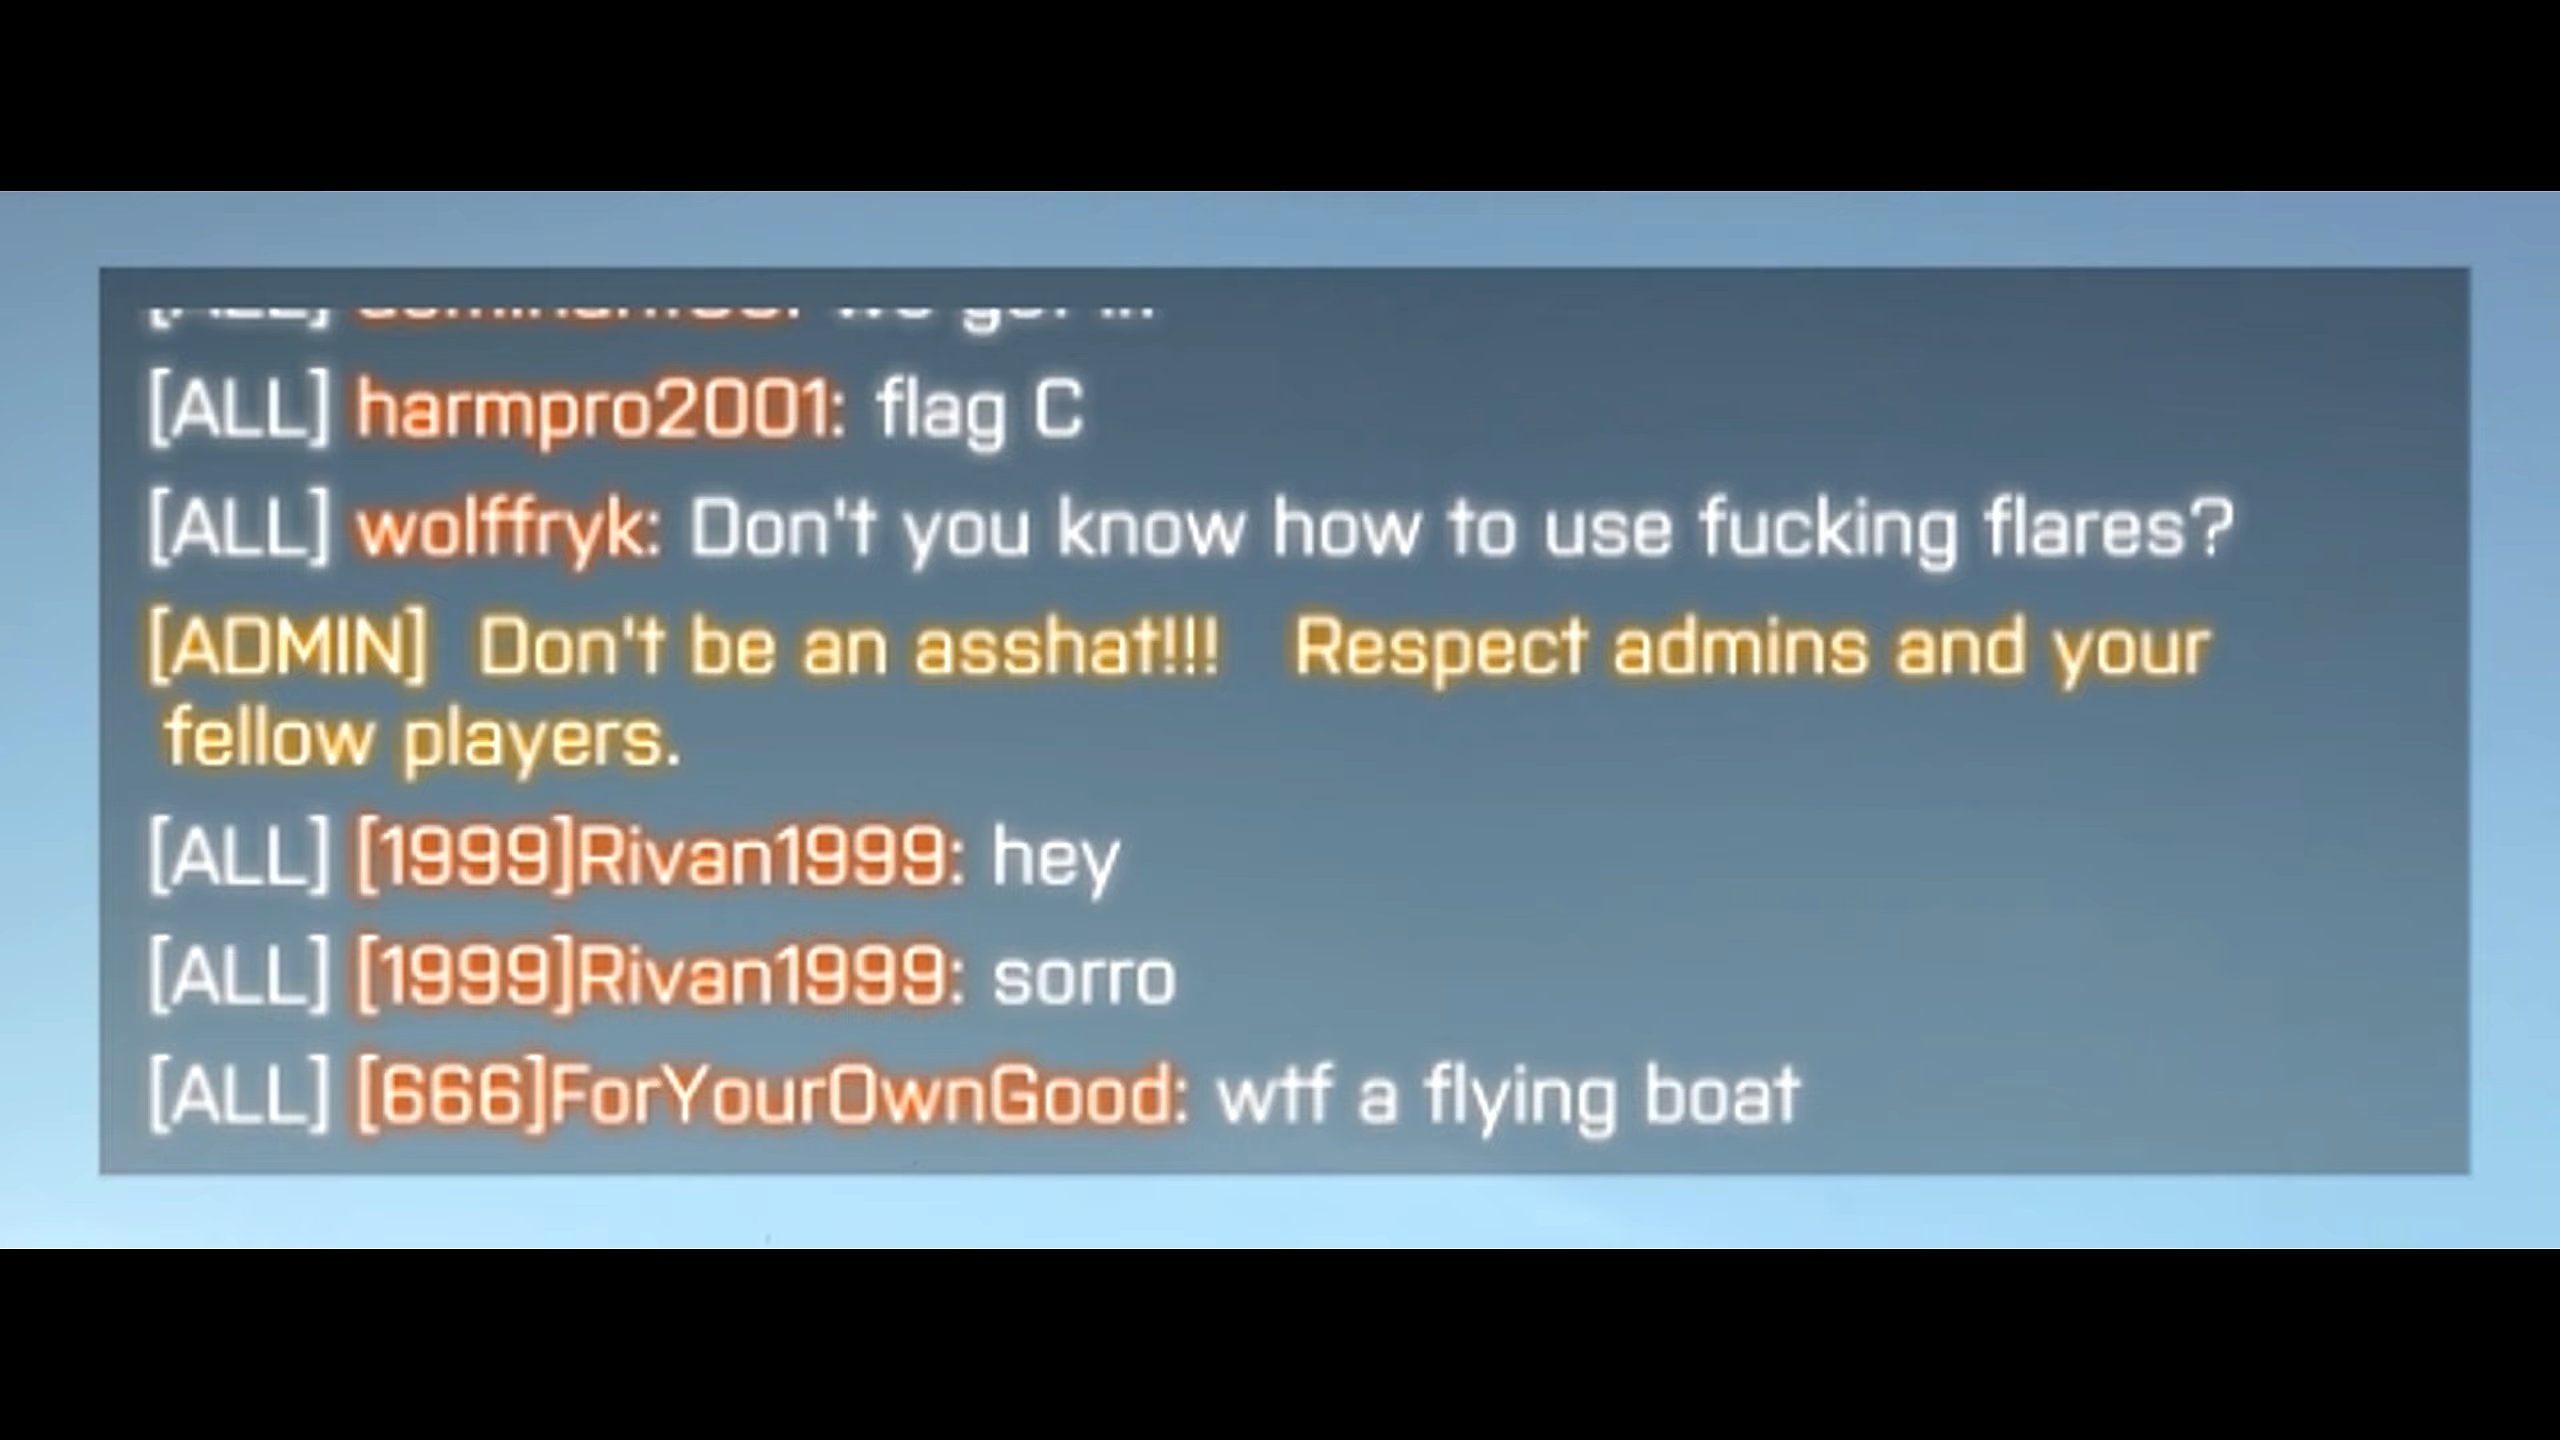 [ALL] harmpro2001: flag C
[ALL] wolffryk: Don't you know how to use fucking flares?
[ADMIN]  Don't be an asshat!!!   Respect admins and your
fellow players.
[ALL] [1999]Rivan1999: hey
[ALL] [1999]Rivan1999: sorro
[ALL] [666]ForYourOwnGood: wtf a flying boat